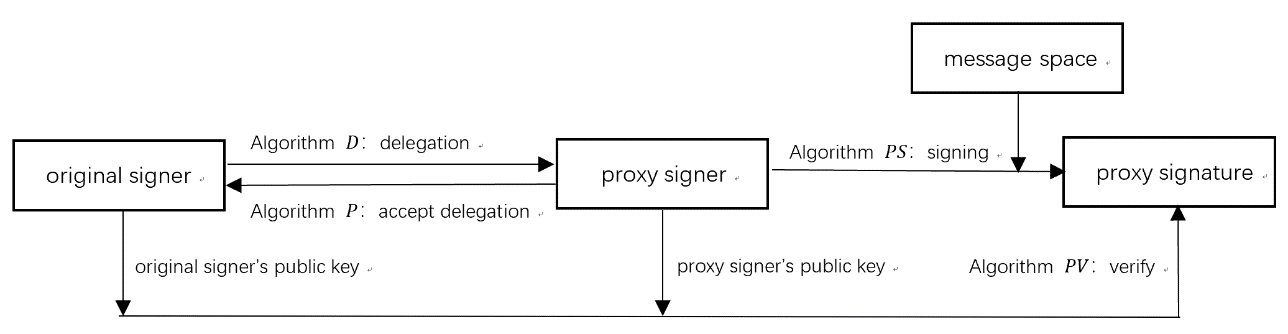 message space
Algorithm D： delegation
Algorithm PS： signing
original signer
proxy signer
proxy signature
Algorithm P： accept delegation
original signer's public key
proxy signer's public key
Algorithm PV： verify